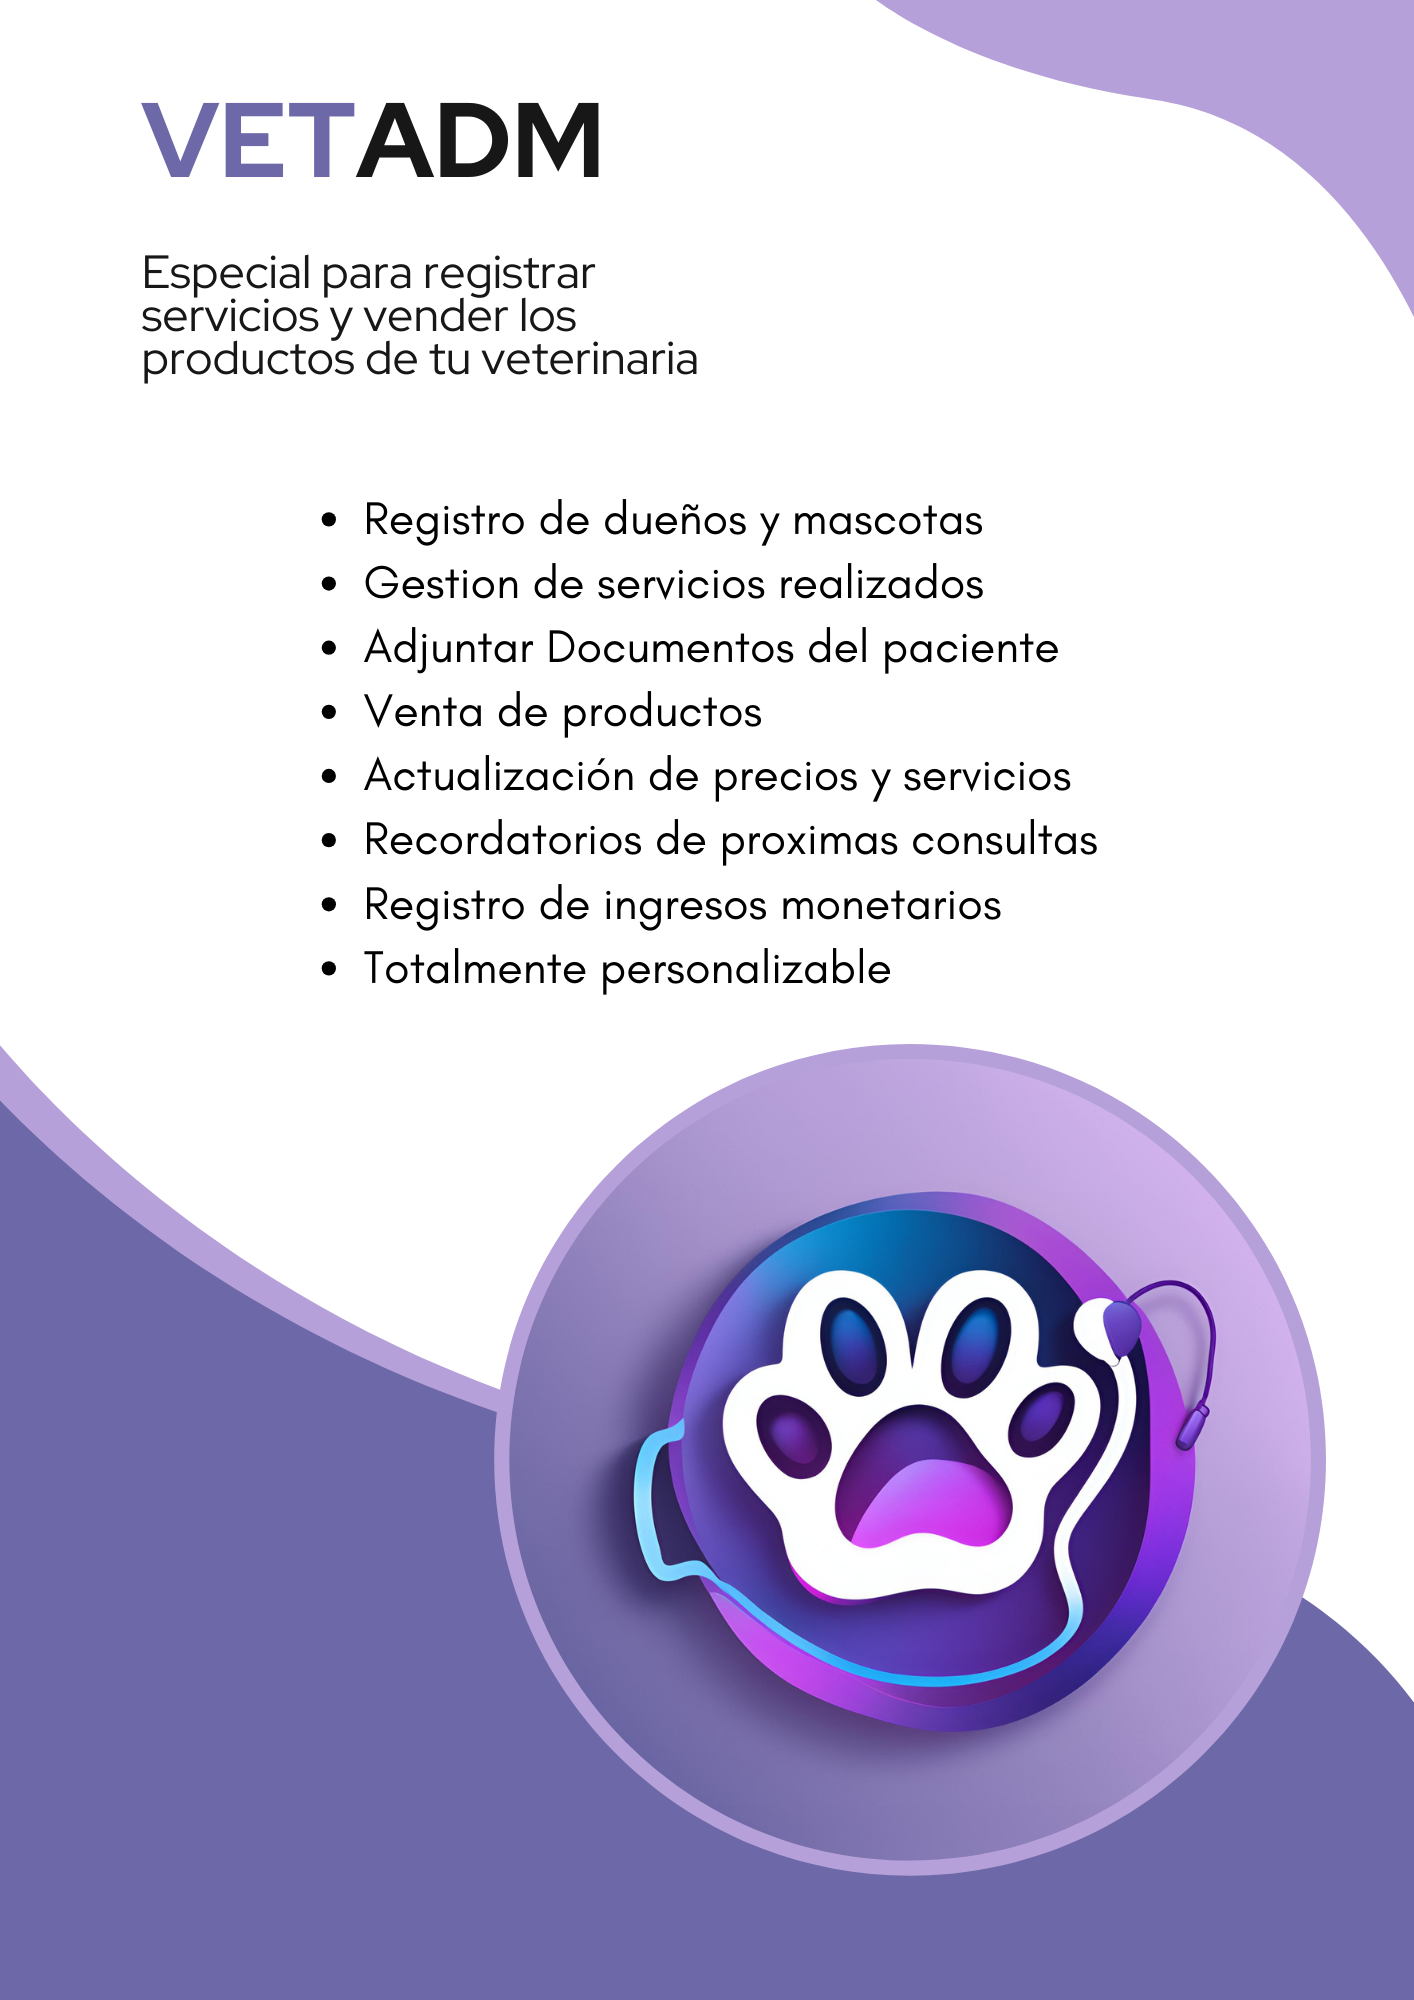 VETADM
Especial para registrar
servicios y vender los
productos de tu veterinaria
• Registro de dueños y mascotas
• Gestion de servicios realizados
• Adjuntar Documentos del paciente
• Venta de productos
• Actualización de precios y servicios
• Recordatorios de proximas consultas
• Registro de ingresos monetarios
• Totalmente personalizable